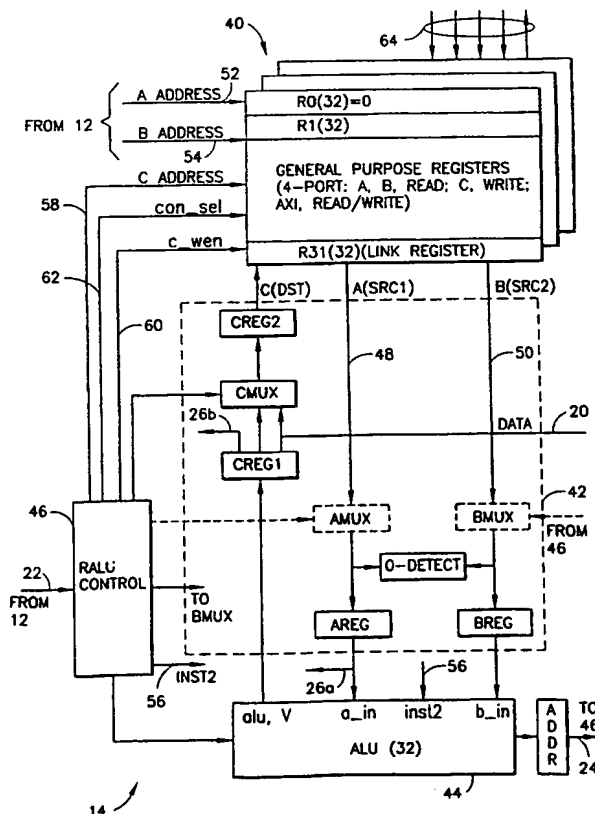 40
64
A ADDRESS 52
FROM 12
B ADDRESS
54
C ADDRESS
58
con_sel
62
c_wen
60
R0(32)=0
R1(32)
GENERAL PURPOSE REGISTERS
(4-PORT: A, B, READ; C, WRITE;
AXI, READ/WRITE)
R31(32)(LINK REGISTER)
C(DST)
A(SRC1)
B(SRC2)
CREG2
48
50
CMUX
26b
DATA
20
CREG1
46
AMUX
BMUX
42
FROM
46
22
FROM
12
RALU
CONTROL
TO
BMUX
0-DETECT
AREG
BREG
56
INST2
26a
56
alu, V
a_in
inst2
b_in
ALU (32)
ADDR
TO
46
24
44
14